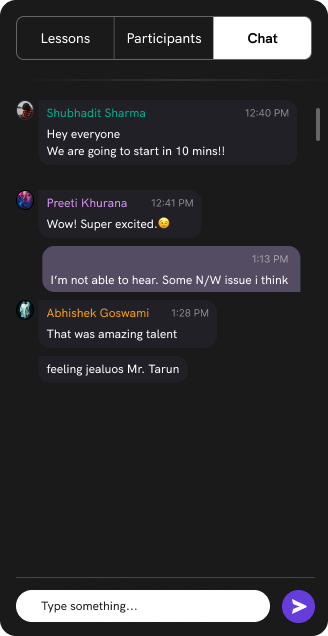 Lessons
Participants
Chat
Shubhadit Sharma 12:40 PM
Hey everyone
We are going to start in 10 mins!!
Preeti Khurana 12:41 PM
Wow! Super excited.😊
1:13 PM
I'm not able to hear. Some N/W issue i think
Abhishek Goswami 1:28 PM
That was amazing talent
feeling jealuos Mr. Tarun
Type something...